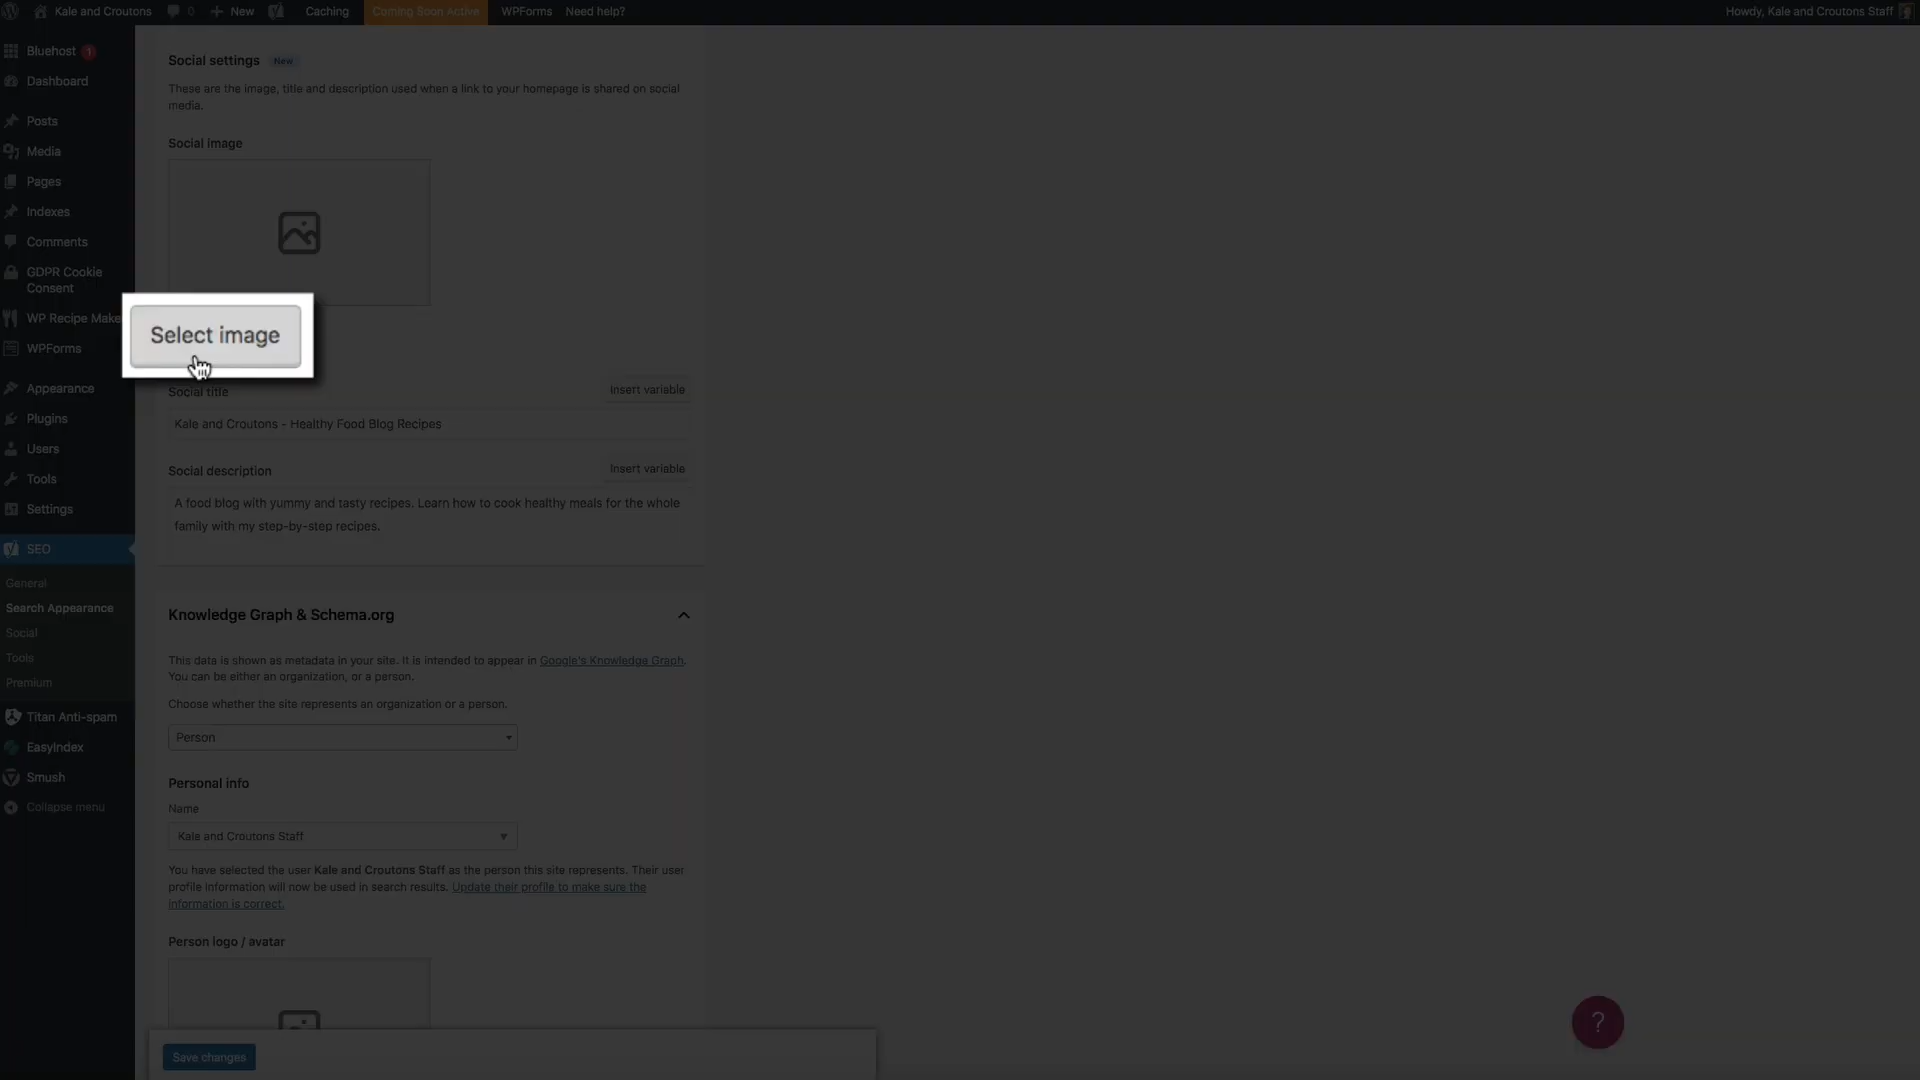 Kale and Croutons 0 New Caching Coming Soon Active WPForms Need help? Howdy, Kale and Croutons Staff
Bluehost 1
Dashboard
Posts
Media
Pages
Indexes
Comments
GDPR Cookie
Consent
WP Recipe Make
WPForms
Appearance
Plugins
Users
Tools
Settings
SEO
General
Search Appearance
Social
Tools
Premium
Titan Anti-spam
EasyIndex
Smush
Collapse menu
Social settings New
These are the image, title and description used when a link to your homepage is shared on social
media.
Social image
Select image
Social title Insert variable
Kale and Croutons - Healthy Food Blog Recipes
Social description Insert variable
A food blog with yummy and tasty recipes. Learn how to cook healthy meals for the whole
family with my step-by-step recipes.
Knowledge Graph & Schema.org
This data is shown as metadata in your site. It is intended to appear in Google's Knowledge Graph.
You can be either an organization, or a person.
Choose whether the site represents an organization or a person.
Person
Personal info
Name
Kale and Croutons Staff
You have selected the user Kale and Croutons Staff as the person this site represents. Their user
profile information will now be used in search results. Update their profile to make sure the
information is correct.
Person logo / avatar
Save changes
?